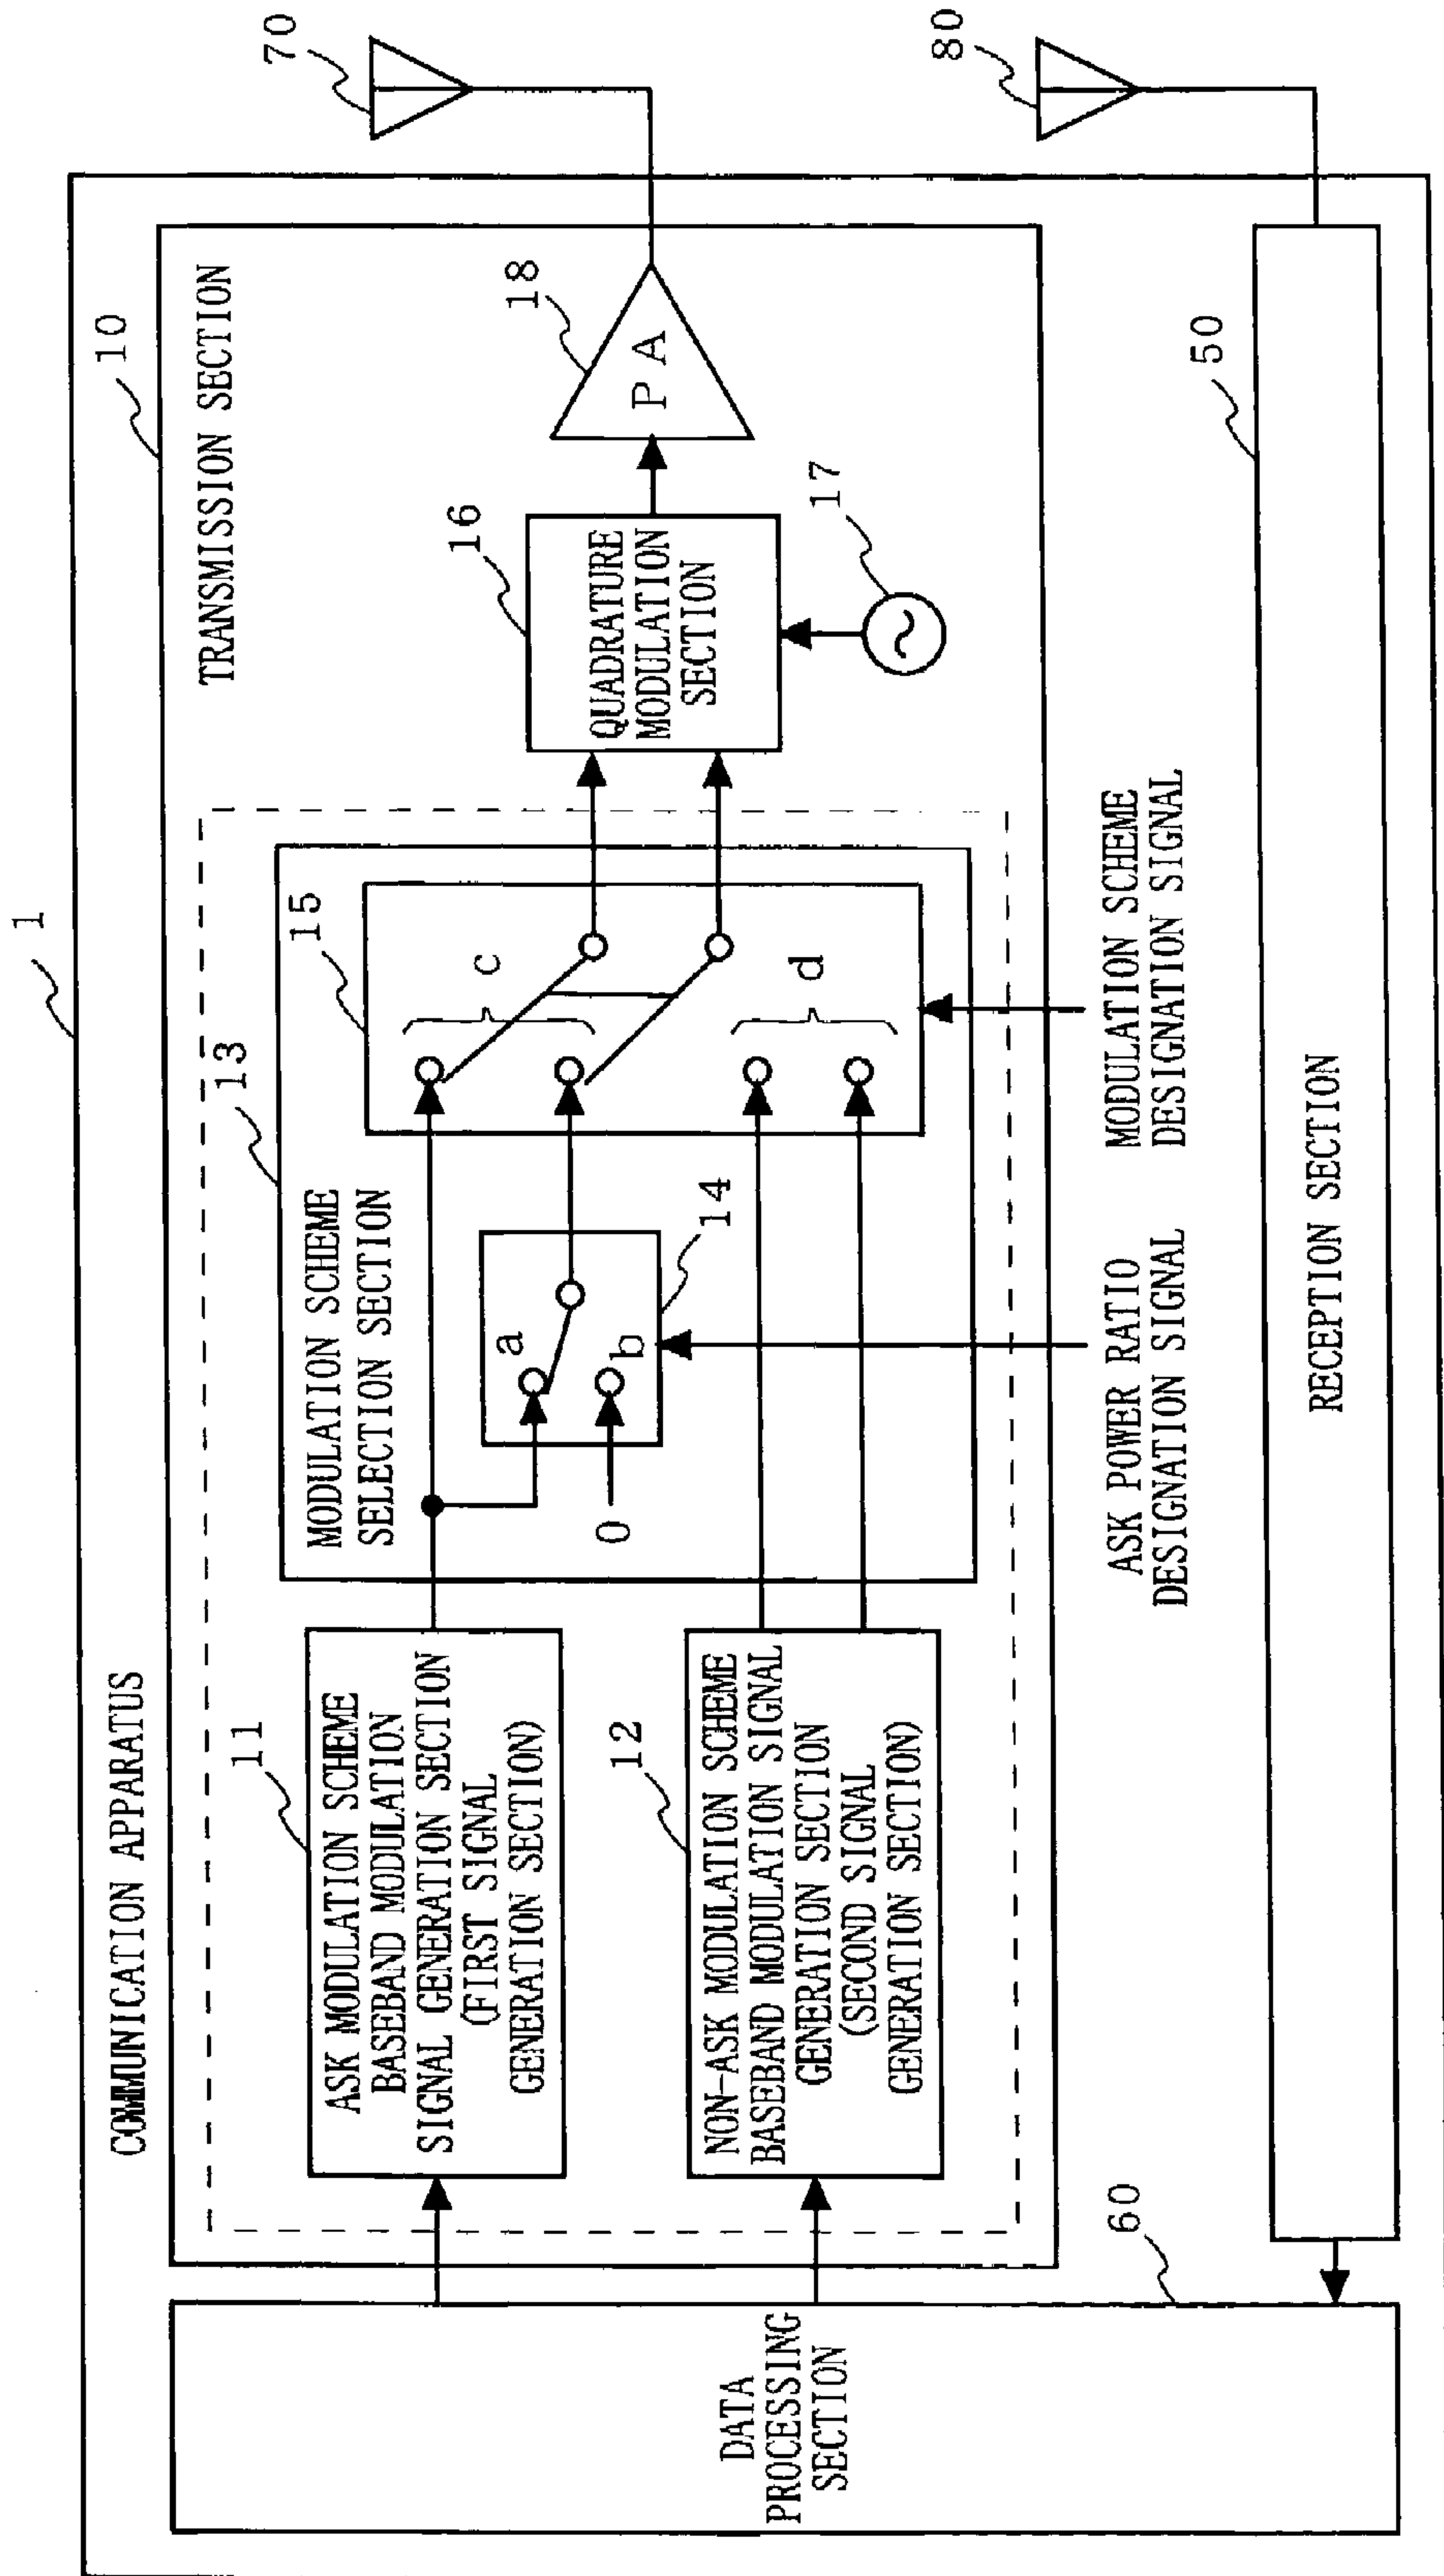 1
COMMUNICATION APPARATUS
10
TRANSMISSION SECTION
70
11
ASK MODULATION SCHEME
BASEBAND MODULATION
SIGNAL GENERATION SECTION
(FIRST SIGNAL
GENERATION SECTION)
13
MODULATION SCHEME
SELECTION SECTION
a
b
0
14
15
c
d
16
QUADRATURE
MODULATION
SECTION
17
18
PA
12
NON-ASK MODULATION SCHEME
BASEBAND MODULATION SIGNAL
GENERATION SECTION
(SECOND SIGNAL
GENERATION SECTION)
DATA
PROCESSING
SECTION
60
ASK POWER RATIO
DESIGNATION SIGNAL
MODULATION SCHEME
DESIGNATION SIGNAL
80
50
RECEPTION SECTION